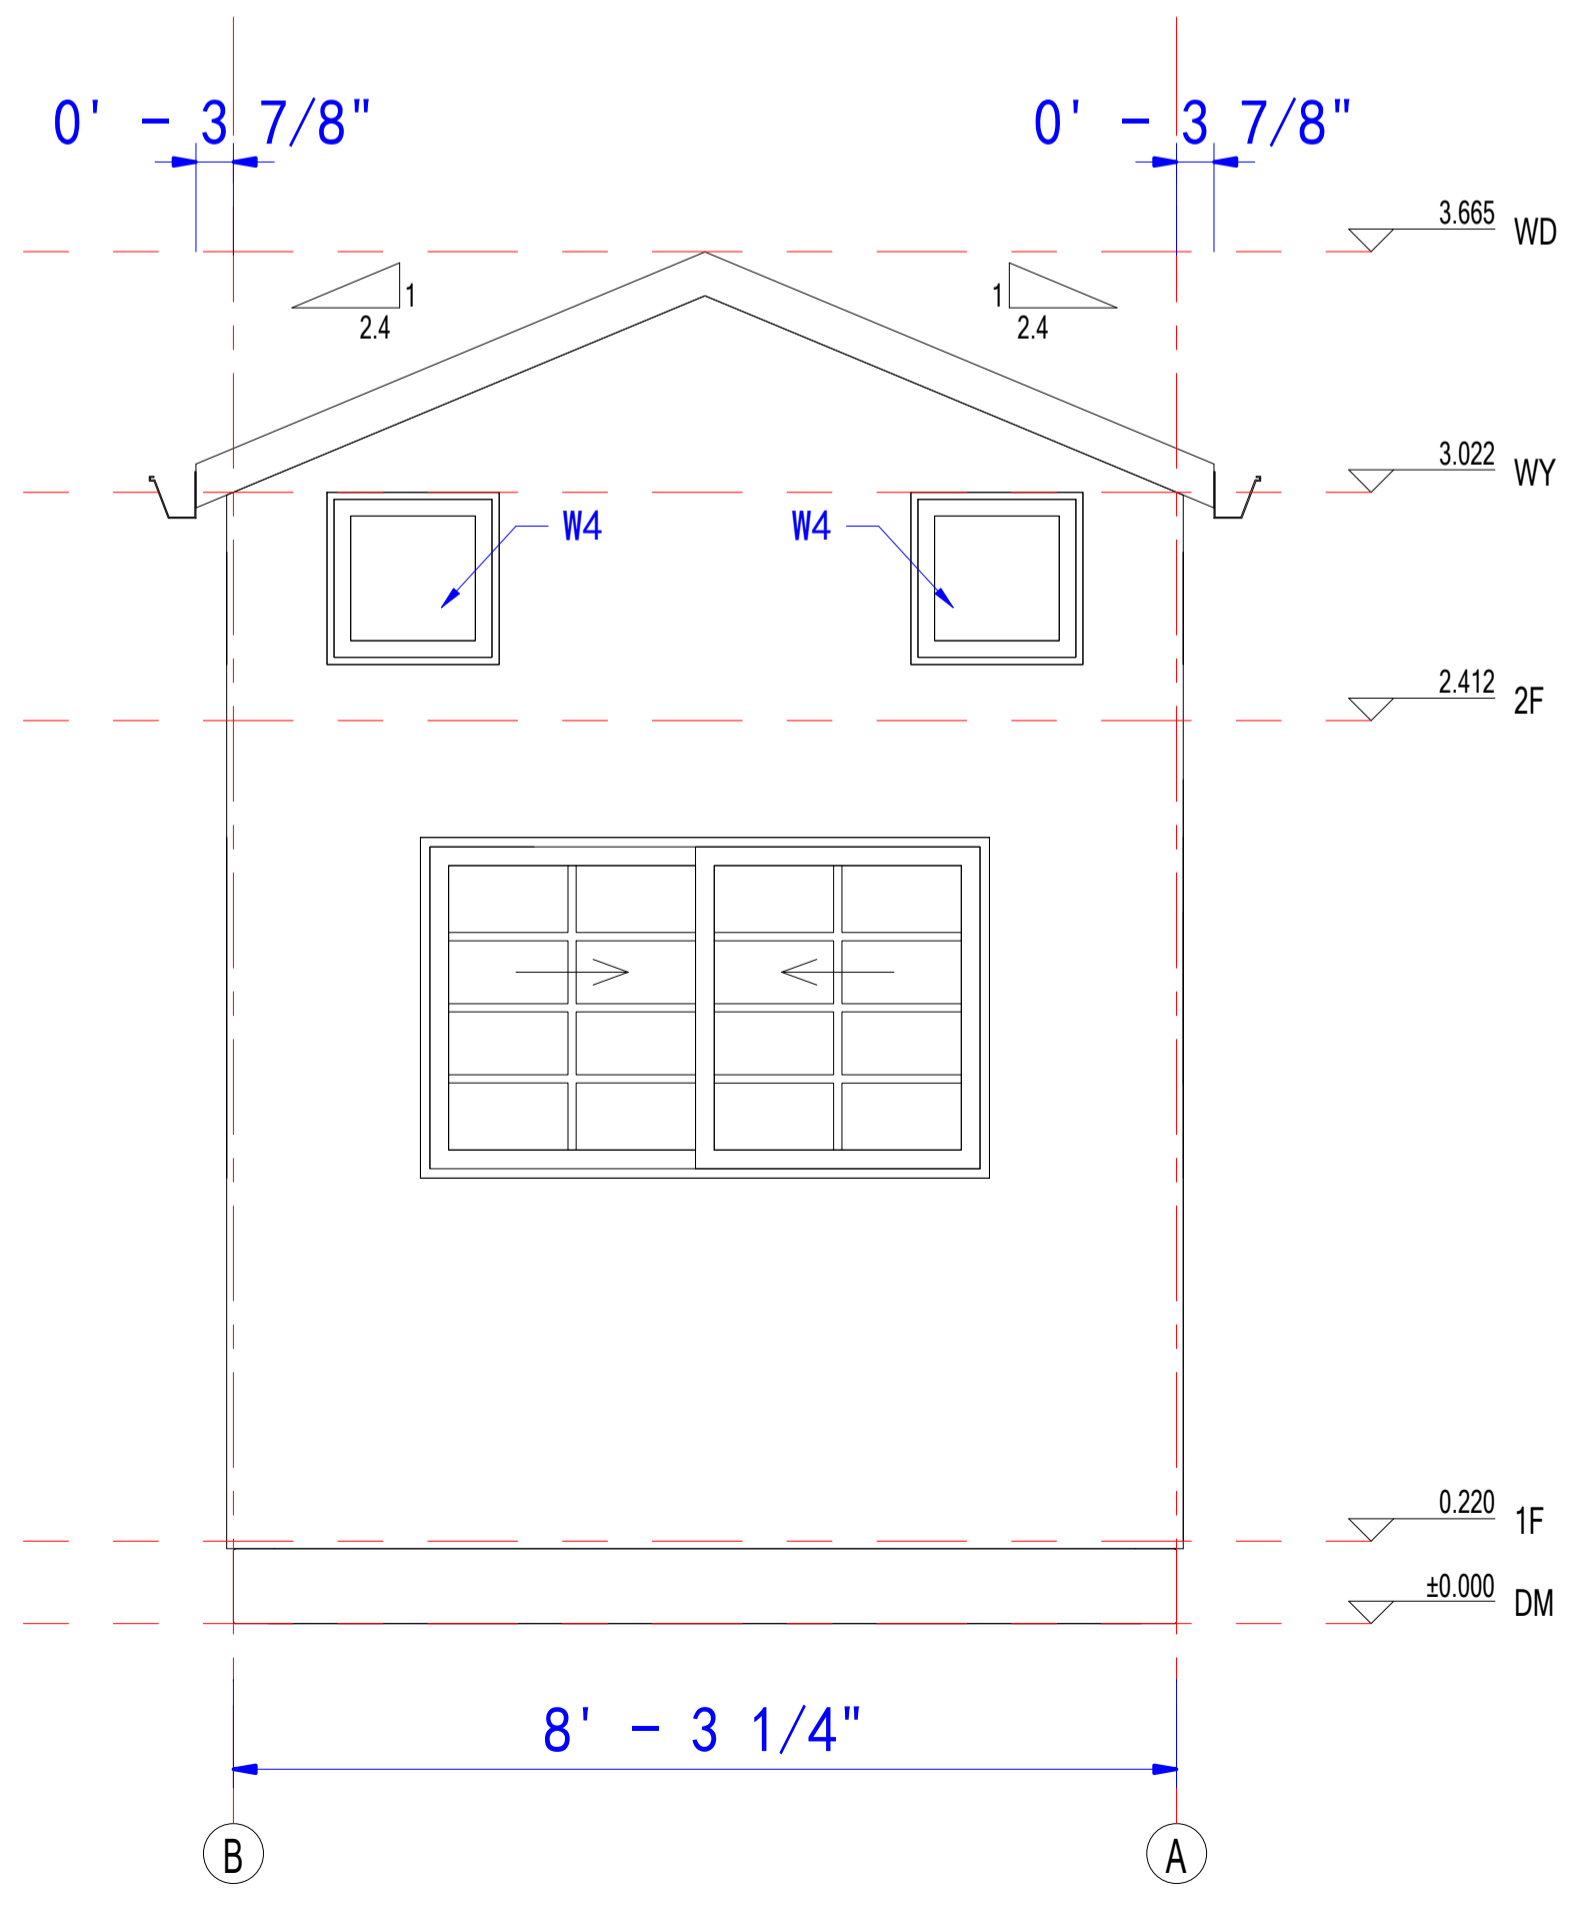 0' - 3 7/8" 0' - 3 7/8"
3.665 WD
1 1
2.4 2.4
3.022 WY
W4 W4
2.412 2F
0.220 1F
±0.000 DM
8' - 3 1/4"
B A